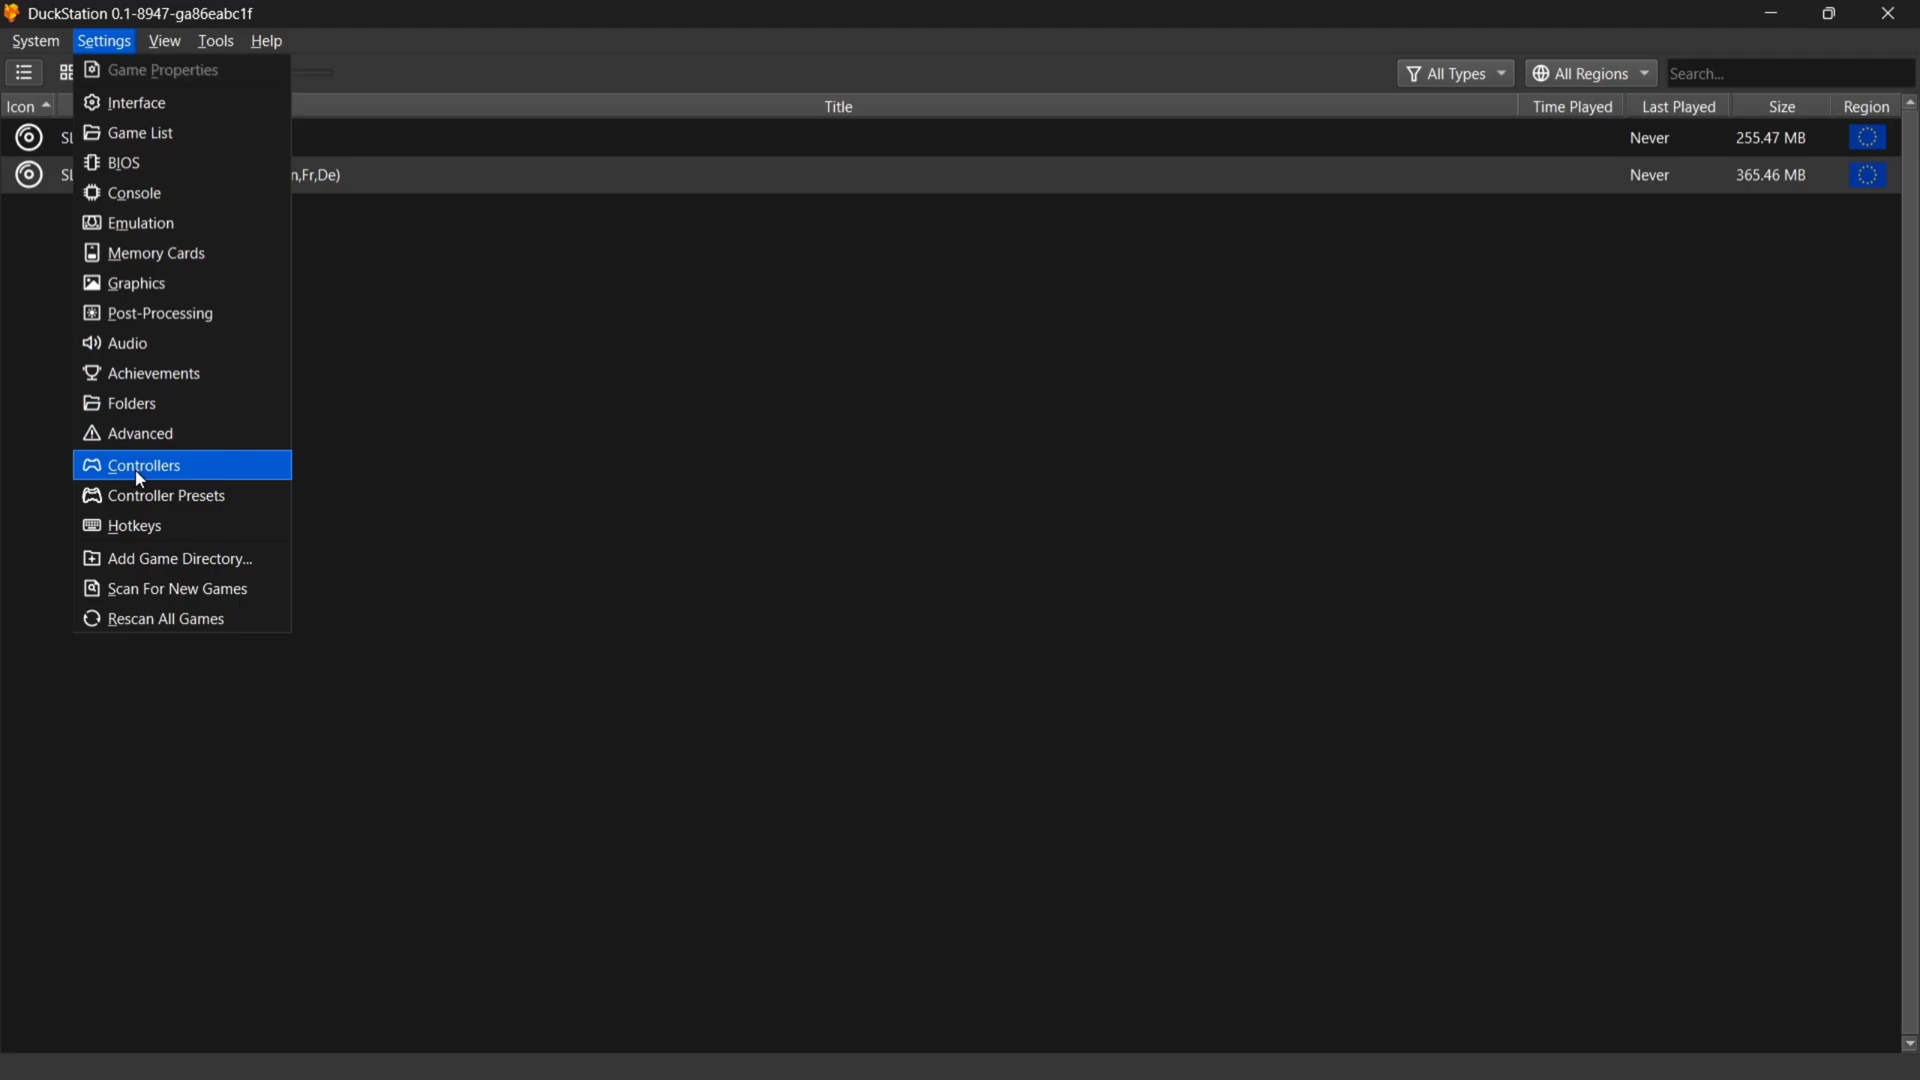 DuckStation 0.1-8947-ga86eabc1f
System Settings View Tools Help
Game Properties
All Types All Regions Search...
Icon Title Time Played Last Played Size Region
Interface
Game List
SL Never 255.47 MB
BIOS
SL n,Fr,De) Never 365.46 MB
Console
Emulation
Memory Cards
Graphics
Post-Processing
Audio
Achievements
Folders
Advanced
Controllers
Controller Presets
Hotkeys
Add Game Directory...
Scan For New Games
Rescan All Games